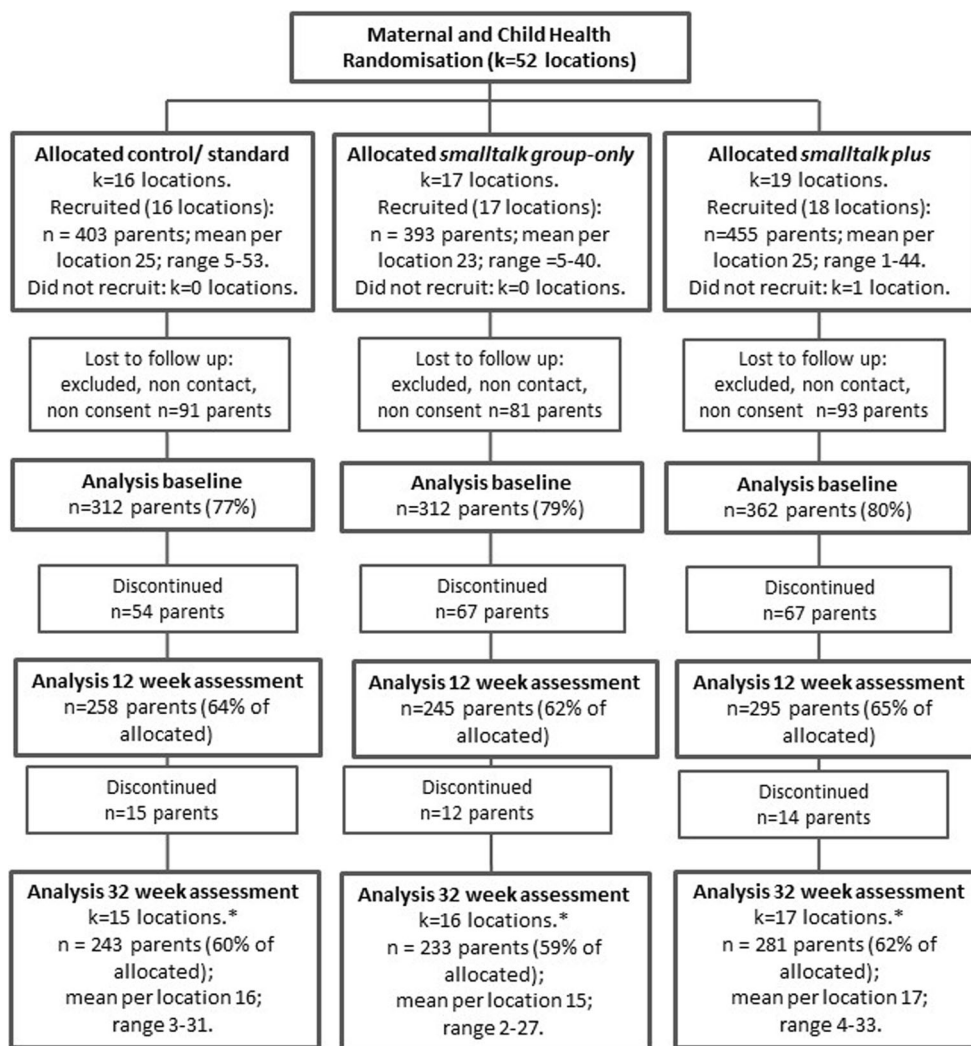 Maternal and Child Health
Randomisation (k=52 locations)
Allocated control/ standard
k=16 locations.
Recruited (16 locations):
n = 403 parents; mean per
location 25; range 5-53.
Did not recruit: k=0 locations.
Allocated smalltalk group-only
k=17 locations.
Recruited (17 locations):
n = 393 parents; mean per
location 23; range =5-40.
Did not recruit: k=0 locations.
Allocated smalltalk plus
k=19 locations.
Recruited (18 locations):
n=455 parents; mean per
location 25; range 1-44.
Did not recruit: k=1 location.
Lost to follow up:
excluded, non contact,
non consent n=91 parents
Lost to follow up:
excluded, non contact,
non consent n=81 parents
Lost to follow up:
excluded, non contact,
non consent n=93 parents
Analysis baseline
n=312 parents (77%)
Analysis baseline
n=312 parents (79%)
Analysis baseline
n=362 parents (80%)
Discontinued
n=54 parents
Discontinued
n=67 parents
Discontinued
n=67 parents
Analysis 12 week assessment
n=258 parents (64% of
allocated)
Analysis 12 week assessment
n=245 parents (62% of
allocated)
Analysis 12 week assessment
n=295 parents (65% of
allocated)
Discontinued
n=15 parents
Discontinued
n=12 parents
Discontinued
n=14 parents
Analysis 32 week assessment
k=15 locations.*
n = 243 parents (60% of
allocated);
mean per location 16;
range 3-31.
Analysis 32 week assessment
k=16 locations.*
n = 233 parents (59% of
allocated);
mean per location 15;
range 2-27.
Analysis 32 week assessment
k=17 locations.*
n = 281 parents (62% of
allocated);
mean per location 17;
range 4-33.